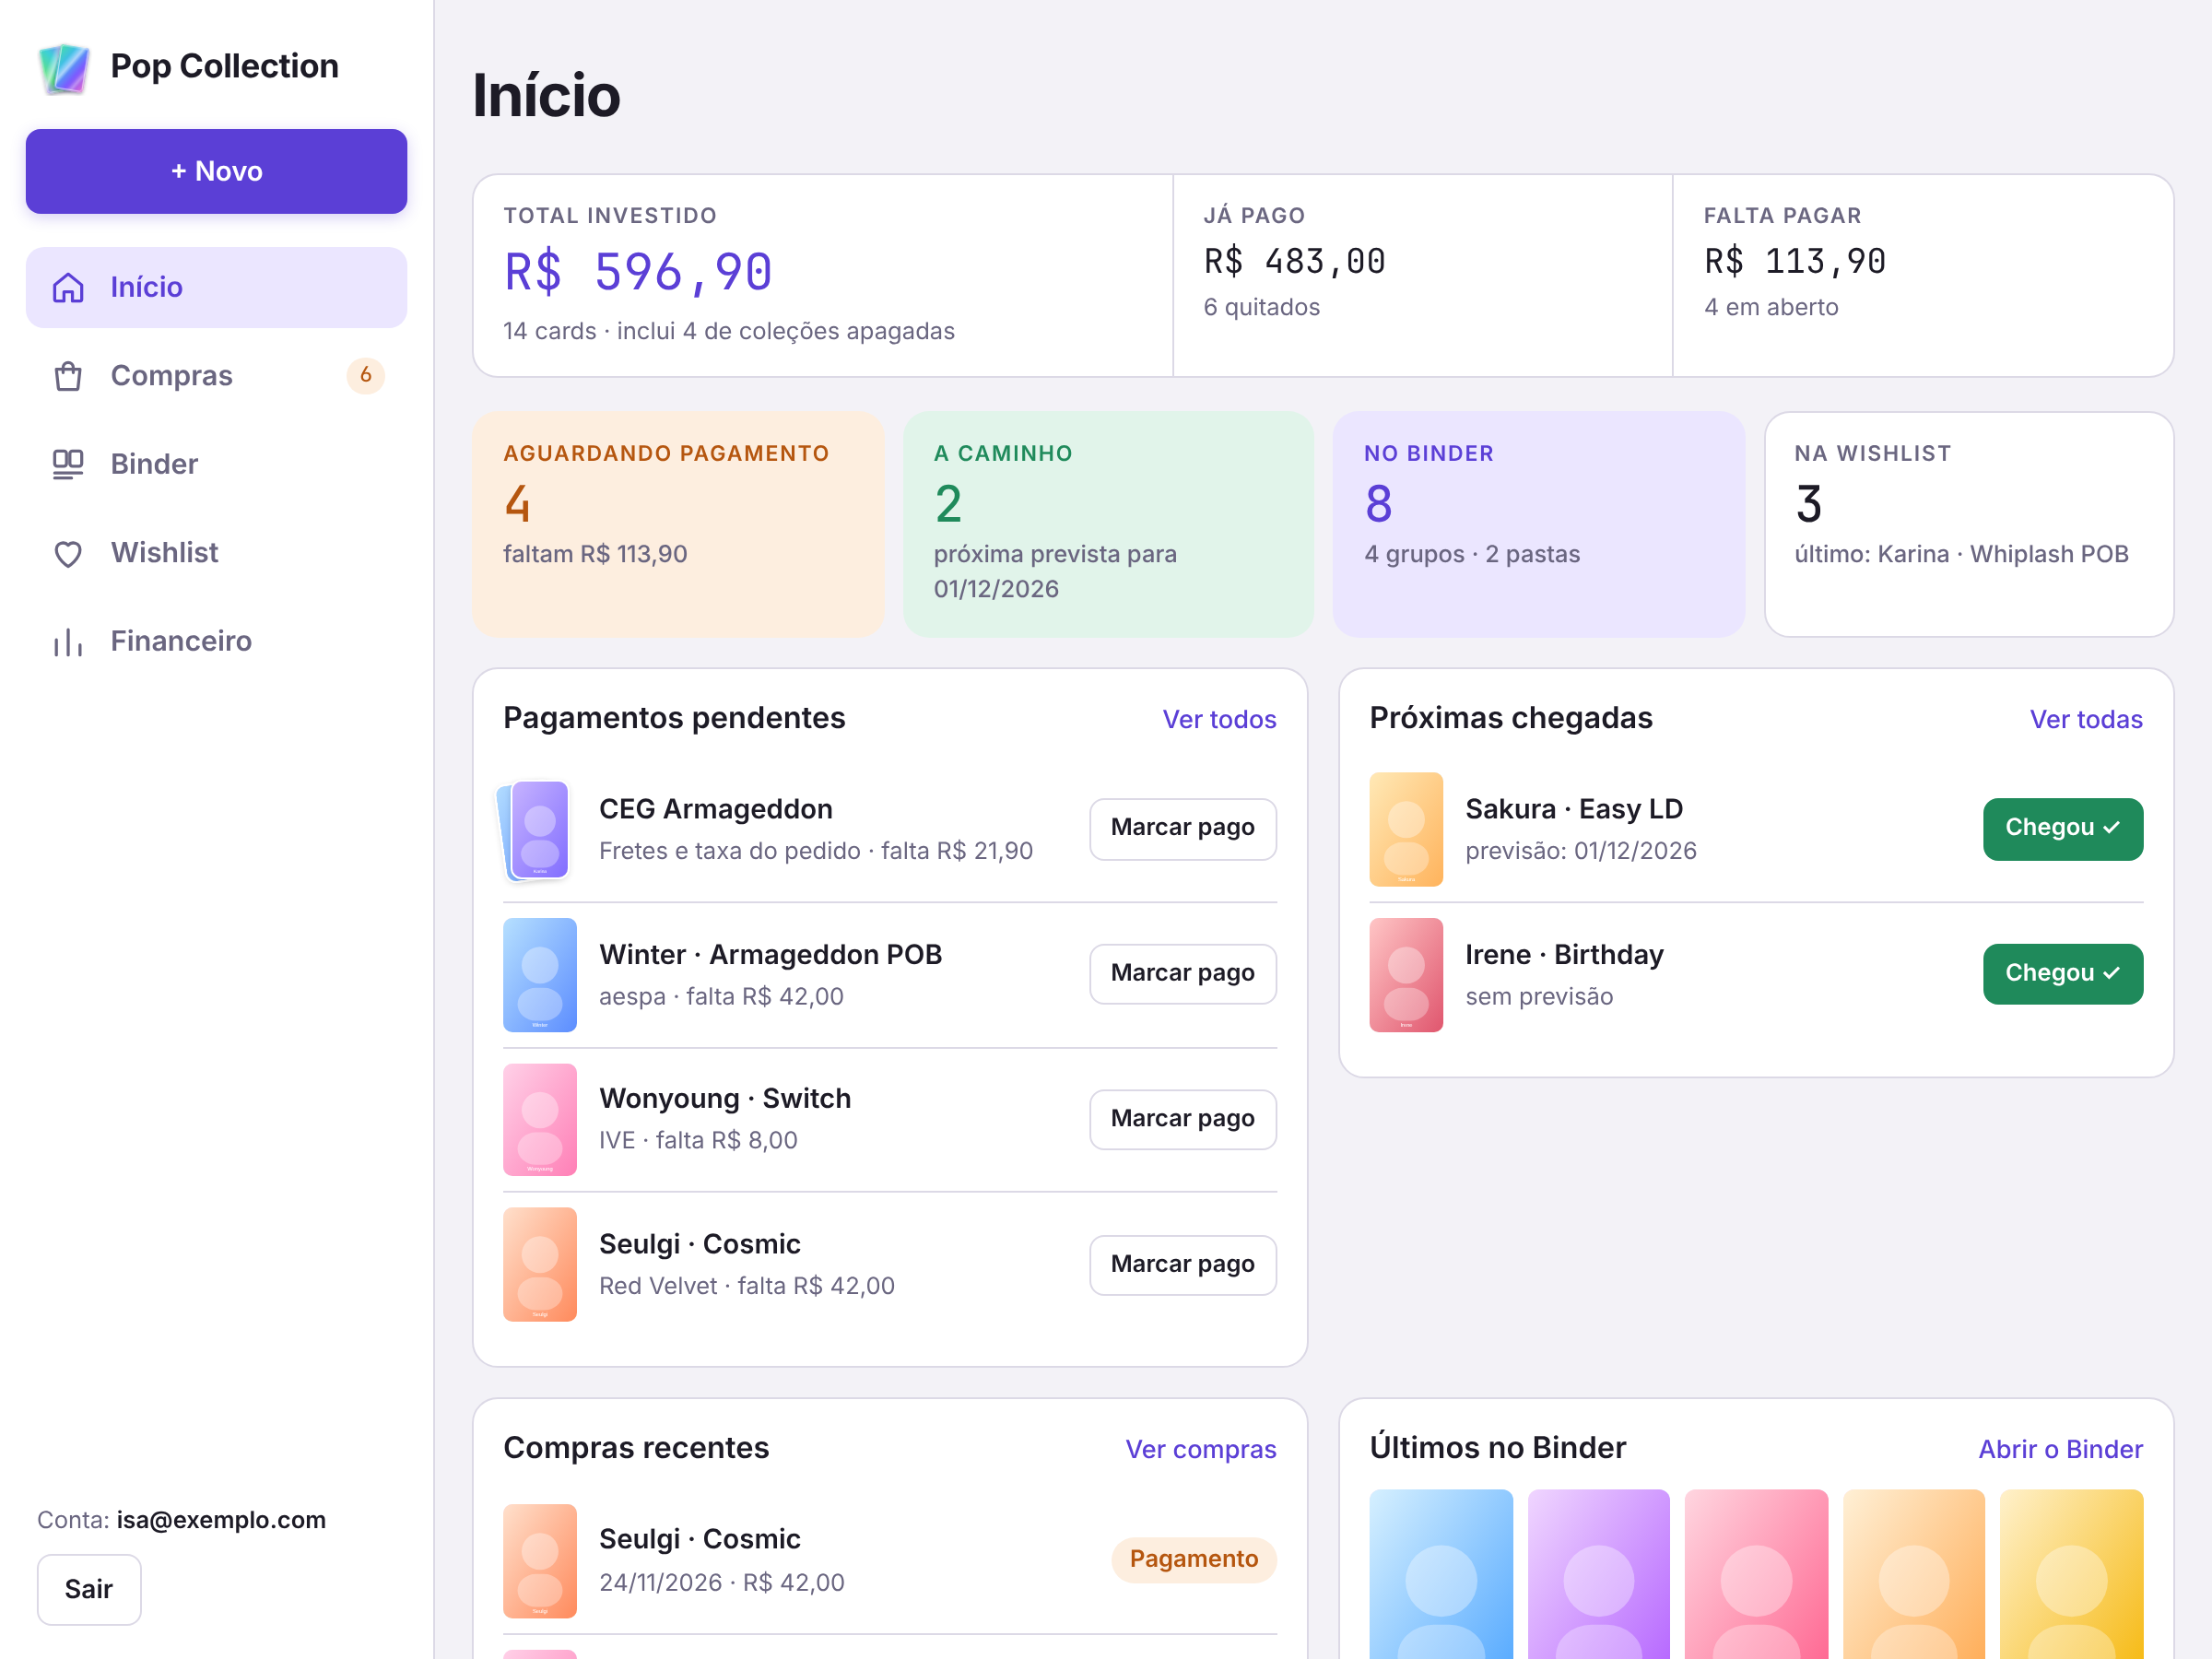 Pop Collection
+ Novo
Início
Compras
6
Binder
Wishlist
Financeiro
Conta: isa@exemplo.com
Sair
Início
TOTAL INVESTIDO
R$ 596,90
14 cards · inclui 4 de coleções apagadas
JÁ PAGO
R$ 483,00
6 quitados
FALTA PAGAR
R$ 113,90
4 em aberto
AGUARDANDO PAGAMENTO
4
faltam R$ 113,90
A CAMINHO
2
próxima prevista para
01/12/2026
NO BINDER
8
4 grupos · 2 pastas
NA WISHLIST
3
último: Karina · Whiplash POB
Pagamentos pendentes
Ver todos
Karina
CEG Armageddon
Fretes e taxa do pedido · falta R$ 21,90
Marcar pago
Winter
Winter · Armageddon POB
aespa · falta R$ 42,00
Marcar pago
Wonyoung
Wonyoung · Switch
IVE · falta R$ 8,00
Marcar pago
Seulgi
Seulgi · Cosmic
Red Velvet · falta R$ 42,00
Marcar pago
Próximas chegadas
Ver todas
Sakura
Sakura · Easy LD
previsão: 01/12/2026
Chegou ✓
Irene
Irene · Birthday
sem previsão
Chegou ✓
Compras recentes
Ver compras
Seulgi
Seulgi · Cosmic
24/11/2026 · R$ 42,00
Pagamento
Últimos no Binder
Abrir o Binder